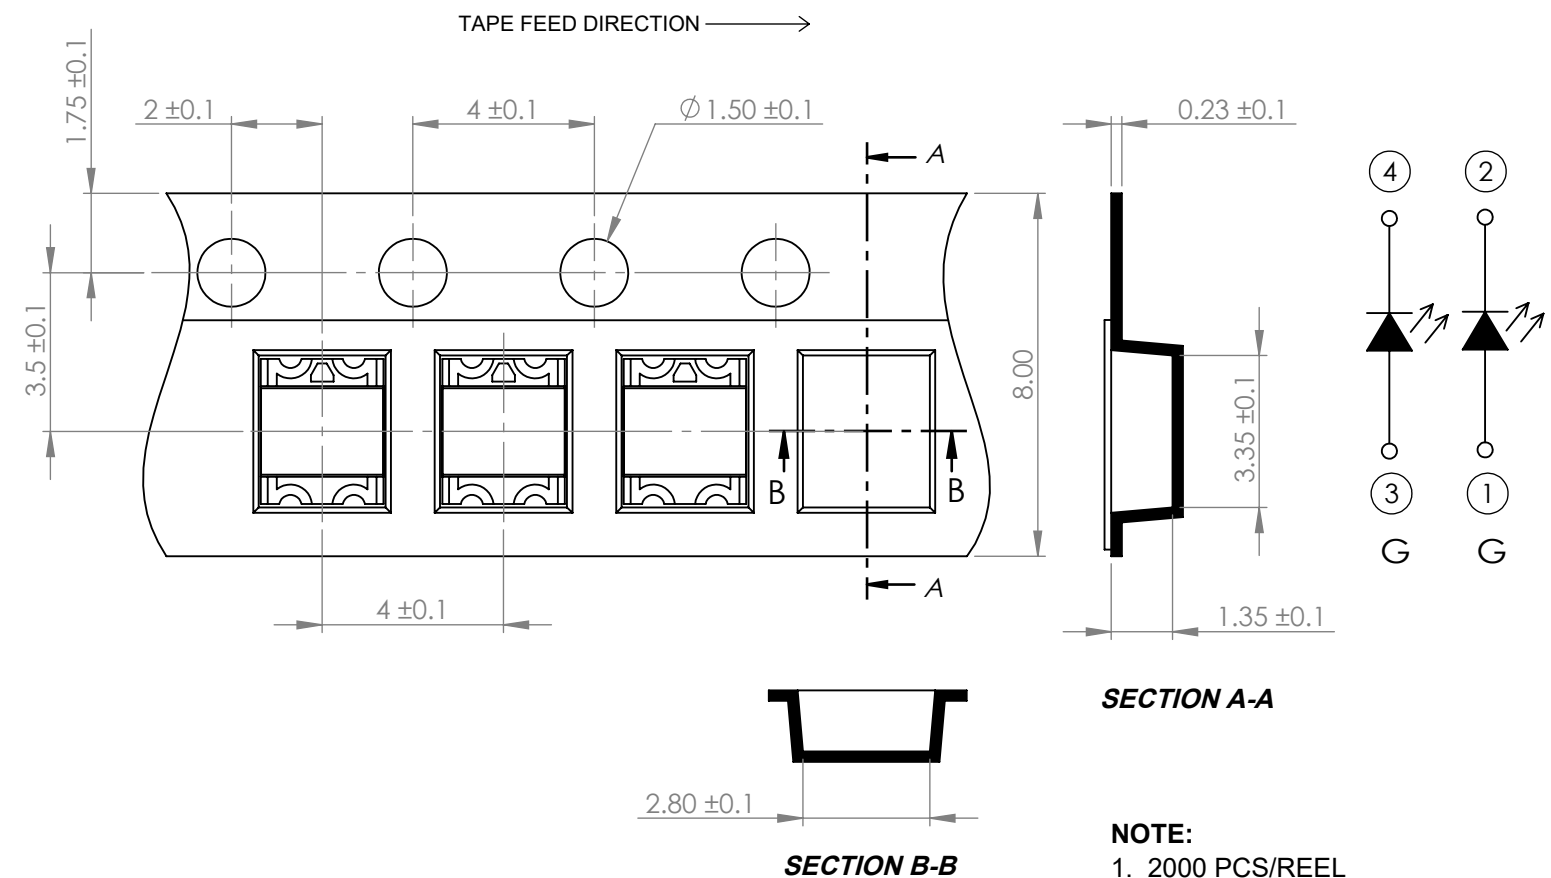 TAPE FEED DIRECTION
1.75 ±0.1
2 ±0.1
4 ±0.1
∅1.50 ±0.1
0.23 ±0.1
A
4
2
3.5 ±0.1
8.00
3.35 ±0.1
B
B
3
1
G
G
A
4 ±0.1
1.35 ±0.1
SECTION A-A
2.80 ±0.1
SECTION B-B
NOTE:
1. 2000 PCS/REEL